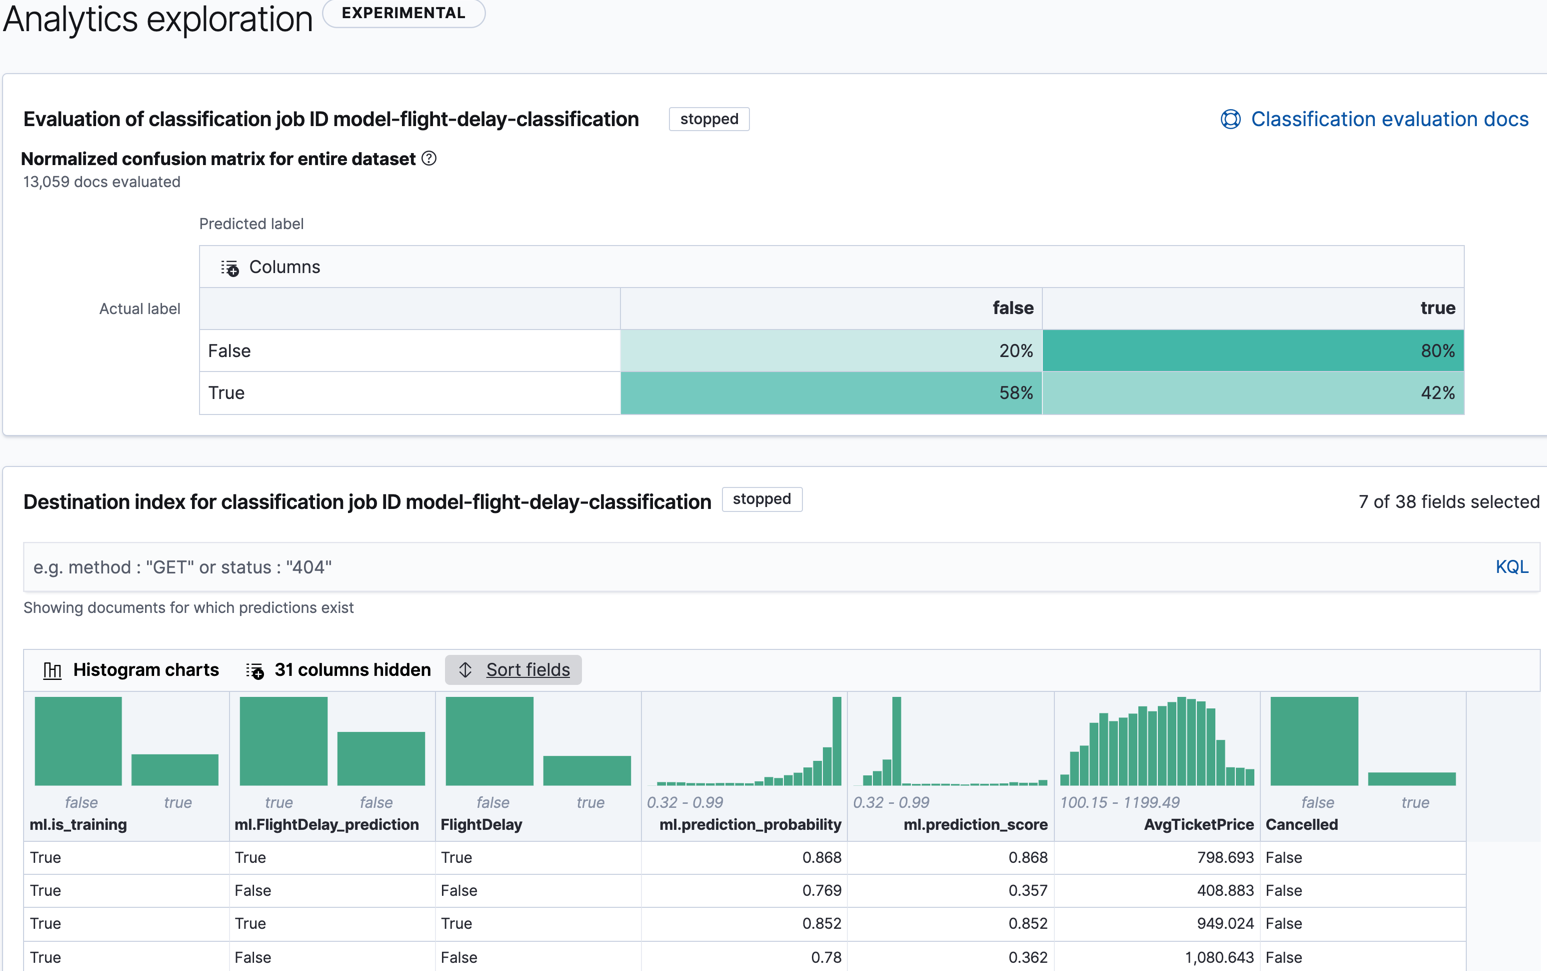 Analytics exploration EXPERIMENTAL
Evaluation of classification job ID model-flight-delay-classification stopped Classification evaluation docs
Normalized confusion matrix for entire dataset ?
13,059 docs evaluated
Predicted label
Columns
Actual label false true
False 20% 80%
True 58% 42%
Destination index for classification job ID model-flight-delay-classification stopped 7 of 38 fields selected
e.g. method : "GET" or status : "404" KQL
Showing documents for which predictions exist
Histogram charts 31 columns hidden Sort fields
false true true false false true 0.32 - 0.99 0.32 - 0.99 100.15 - 1199.49 false true
ml.is_training ml.FlightDelay_prediction FlightDelay ml.prediction_probability ml.prediction_score AvgTicketPrice Cancelled
True True True 0.868 0.868 798.693 False
True False False 0.769 0.357 408.883 False
True True True 0.852 0.852 949.024 False
True False False 0.78 0.362 1,080.643 False